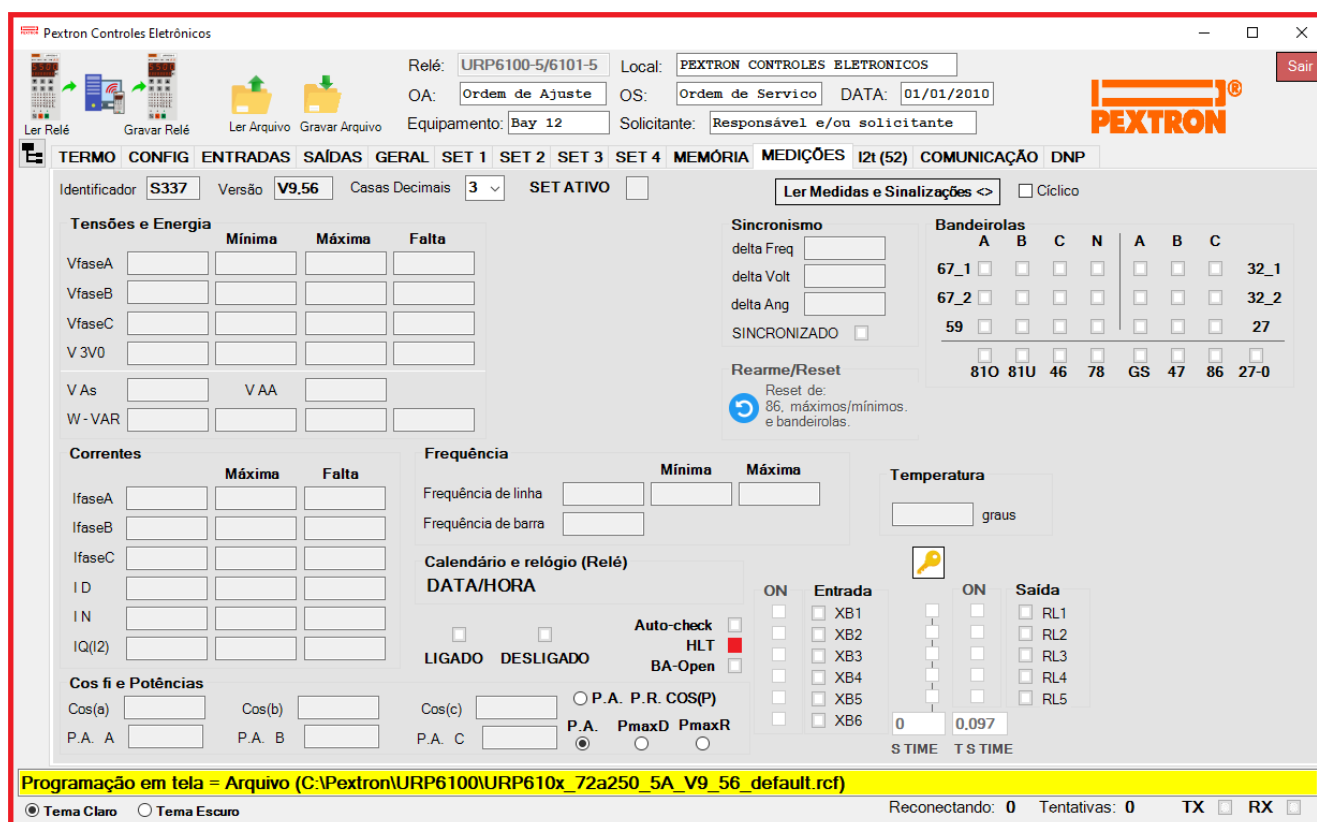 Pextron Controles Eletrônicos
Relé: URP6100-5/6101-5 Local: PEXTRON CONTROLES ELETRONICOS Sair
OA: Ordem de Ajuste OS: Ordem de Servico DATA: 01/01/2010
Ler Relé Gravar Relé Ler Arquivo Gravar Arquivo Equipamento: Bay 12 Solicitante: Responsável e/ou solicitante PEXTRON®
TERMO CONFIG ENTRADAS SAÍDAS GERAL SET 1 SET 2 SET 3 SET 4 MEMÓRIA MEDIÇÕES I2t (52) COMUNICAÇÃO DNP
Identificador S337 Versão V9,56 Casas Decimais 3 SET ATIVO Ler Medidas e Sinalizações <> Cíclico
Tensões e Energia
Mínima Máxima Falta
VfaseA
VfaseB
VfaseC
V 3V0
V As V AA
W - VAR
Sincronismo
delta Freq
delta Volt
delta Ang
SINCRONIZADO
Bandeirolas
A B C N A B C
67_1 32_1
67_2 32_2
59 27
81O 81U 46 78 GS 47 86 27-0
Rearme/Reset
Reset de:
86, máximos/mínimos.
e bandeirolas.
Correntes
Máxima Falta
IfaseA
IfaseB
IfaseC
I D
I N
IQ(I2)
Frequência
Mínima Máxima
Frequência de linha
Frequência de barra
Temperatura
graus
Calendário e relógio (Relé)
DATA/HORA
LIGADO DESLIGADO
Auto-check
HLT
BA-Open
ON Entrada
XB1
XB2
XB3
XB4
XB5
XB6
ON Saída
RL1
RL2
RL3
RL4
RL5
0 0,097
S TIME T S TIME
Cos fi e Potências
Cos(a) Cos(b) Cos(c) P.A. P.R. COS(P)
P.A. A P.A. B P.A. C P.A. PmaxD PmaxR
Programação em tela = Arquivo (C:\Pextron\URP6100\URP610x_72a250_5A_V9_56_default.rcf)
Tema Claro Tema Escuro Reconectando: 0 Tentativas: 0 TX RX